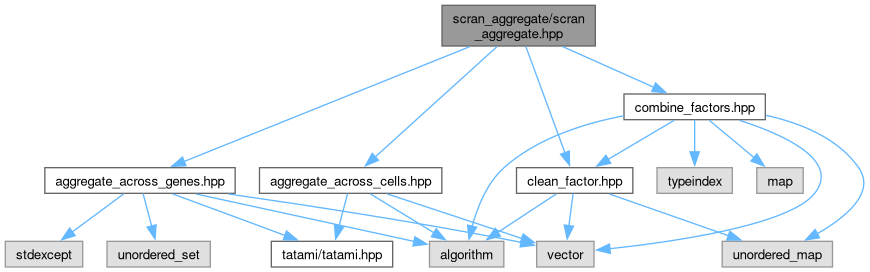 scran_aggregate/scran
_aggregate.hpp
combine_factors.hpp
aggregate_across_genes.hpp
aggregate_across_cells.hpp
clean_factor.hpp
typeindex
map
stdexcept
unordered_set
tatami/tatami.hpp
algorithm
vector
unordered_map